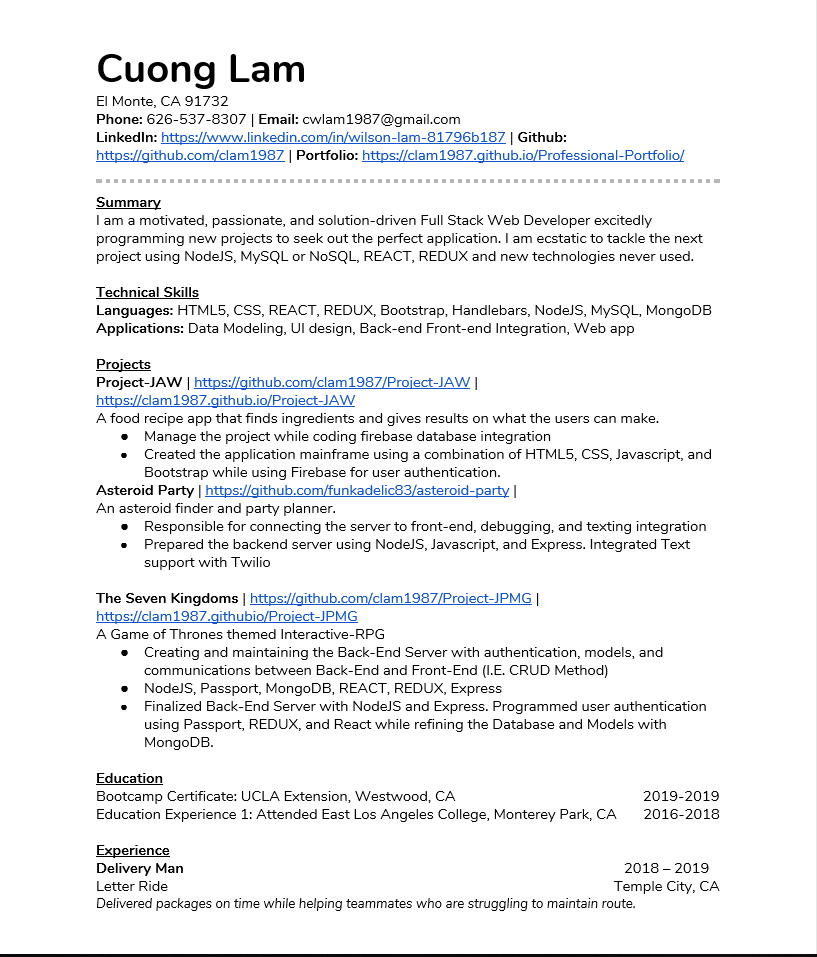 Cuong Lam
El Monte, CA 91732
Phone: 626-537-8307 | Email: cwlam1987@gmail.com
LinkedIn: https://www.linkedin.com/in/wilson-lam-81796b187 | Github:
https://github.com/clam1987 | Portfolio: https://clam1987.github.io/Professional-Portfolio/
Summary
I am a motivated, passionate, and solution-driven Full Stack Web Developer excitedly
programming new projects to seek out the perfect application. I am ecstatic to tackle the next
project using NodeJS, MySQL or NoSQL, REACT, REDUX and new technologies never used.
Technical Skills
Languages: HTML5, CSS, REACT, REDUX, Bootstrap, Handlebars, NodeJS, MySQL, MongoDB
Applications: Data Modeling, UI design, Back-end Front-end Integration, Web app
Projects
Project-JAW | https://github.com/clam1987/Project-JAW |
https://clam1987.github.io/Project-JAW
A food recipe app that finds ingredients and gives results on what the users can make.
● Manage the project while coding firebase database integration
● Created the application mainframe using a combination of HTML5, CSS, Javascript, and
Bootstrap while using Firebase for user authentication.
Asteroid Party | https://github.com/funkadelic83/asteroid-party |
An asteroid finder and party planner.
● Responsible for connecting the server to front-end, debugging, and texting integration
● Prepared the backend server using NodeJS, Javascript, and Express. Integrated Text
support with Twilio
The Seven Kingdoms | https://github.com/clam1987/Project-JPMG |
https://clam1987.githubio/Project-JPMG
A Game of Thrones themed Interactive-RPG
● Creating and maintaining the Back-End Server with authentication, models, and
communications between Back-End and Front-End (I.E. CRUD Method)
● NodeJS, Passport, MongoDB, REACT, REDUX, Express
● Finalized Back-End Server with NodeJS and Express. Programmed user authentication
using Passport, REDUX, and React while refining the Database and Models with
MongoDB.
Education
Bootcamp Certificate: UCLA Extension, Westwood, CA 2019-2019
Education Experience 1: Attended East Los Angeles College, Monterey Park, CA 2016-2018
Experience
Delivery Man 2018 – 2019
Letter Ride Temple City, CA
Delivered packages on time while helping teammates who are struggling to maintain route.